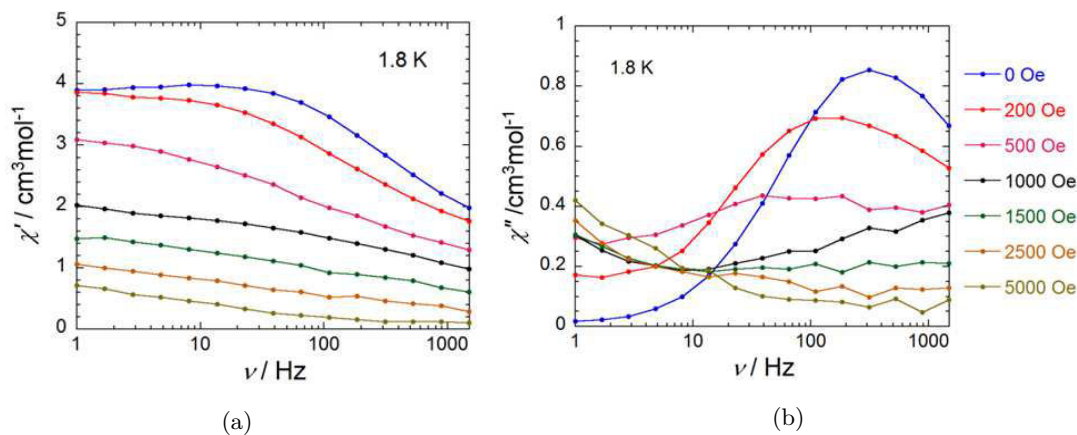 5
4
3
2
1
0
χ′ / cm³mol⁻¹
1.8 K
1 10 100 1000
ν / Hz
(a)
1
0.8
0.6
0.4
0.2
0
χ″ /cm³mol⁻¹
1.8 K
1 10 100 1000
ν / Hz
(b)
0 Oe
200 Oe
500 Oe
1000 Oe
1500 Oe
2500 Oe
5000 Oe